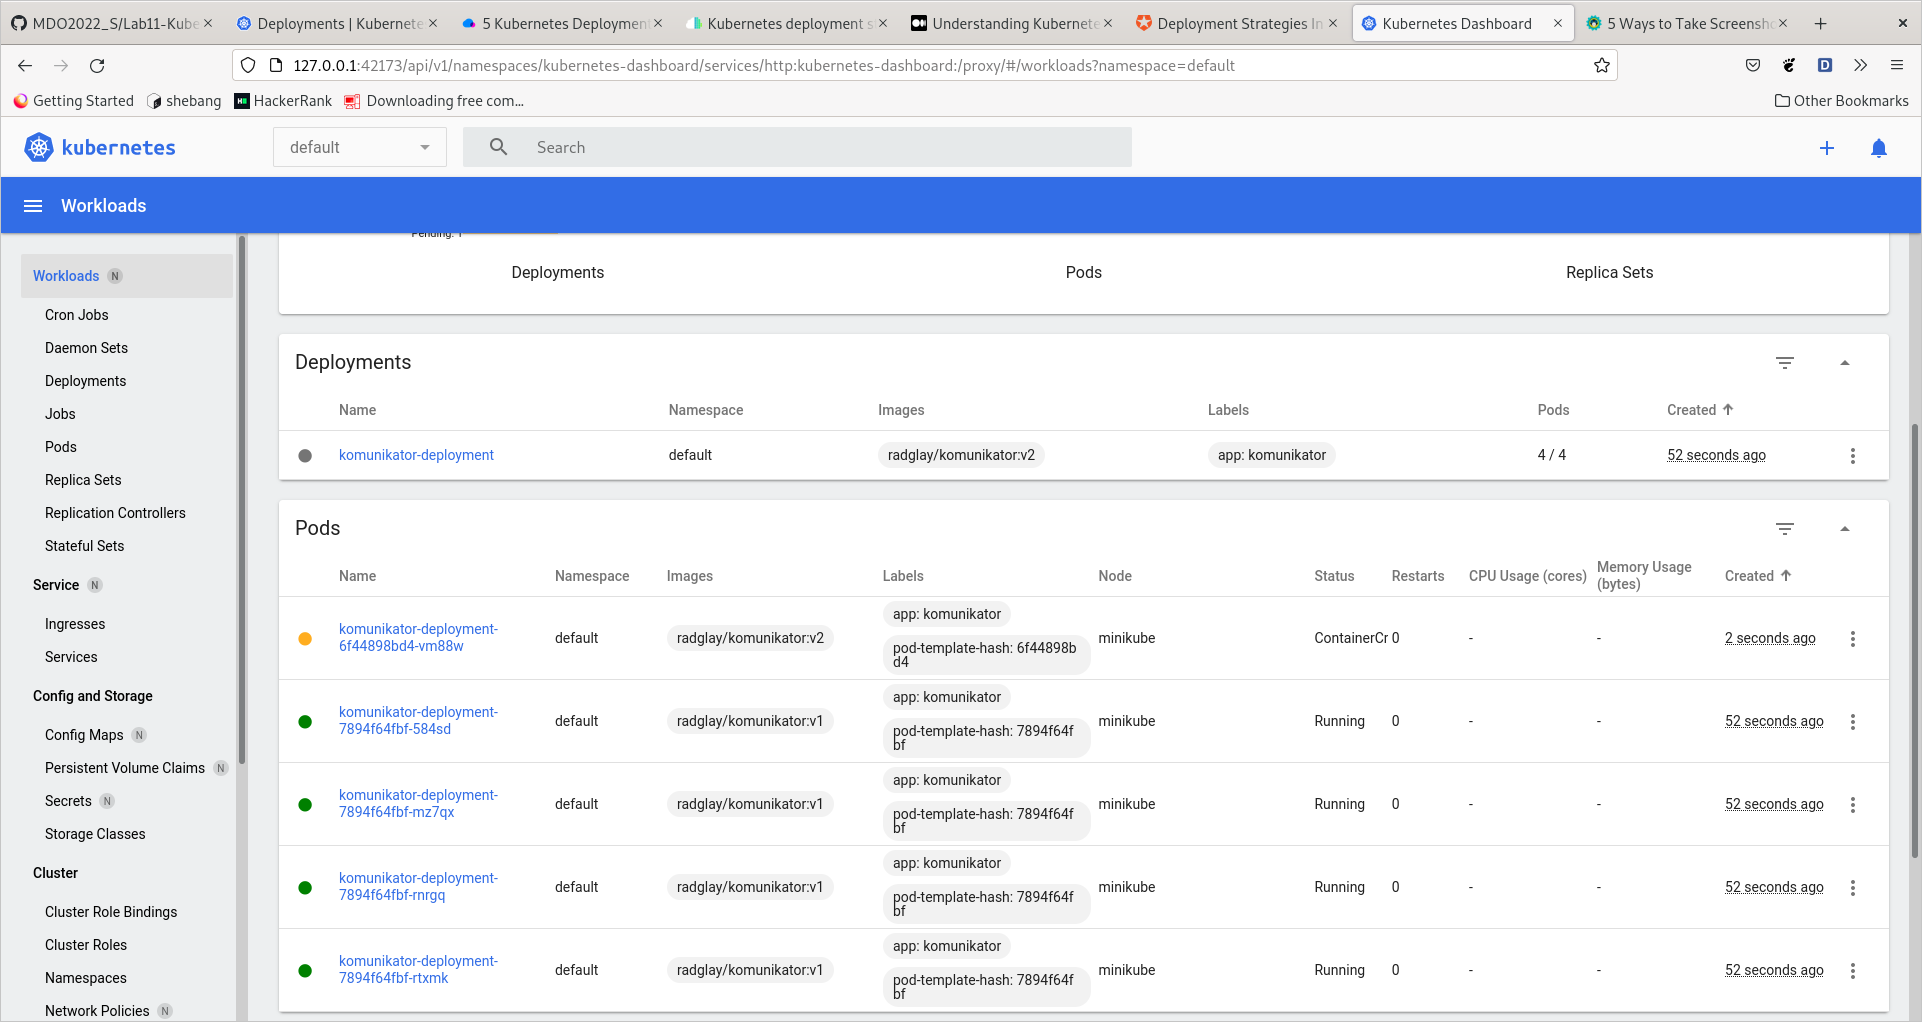 MDO2022_S/Lab11-Kube
Deployments | Kubernete
5 Kubernetes Deploymen
Kubernetes deployment s
Understanding Kubernete
Deployment Strategies In
Kubernetes Dashboard
5 Ways to Take Screensho
127.0.0.1:42173/api/v1/namespaces/kubernetes-dashboard/services/http:kubernetes-dashboard:/proxy/#/workloads?namespace=default
Getting Started shebang HackerRank Downloading free com... Other Bookmarks
kubernetes default Search
Workloads
Workloads N
Cron Jobs
Daemon Sets
Deployments
Jobs
Pods
Replica Sets
Replication Controllers
Stateful Sets
Service N
Ingresses
Services
Config and Storage
Config Maps N
Persistent Volume Claims N
Secrets N
Storage Classes
Cluster
Cluster Role Bindings
Cluster Roles
Namespaces
Network Policies N
Pending: 1
Deployments Pods Replica Sets
Deployments
Name Namespace Images Labels Pods Created
komunikator-deployment default radglay/komunikator:v2 app: komunikator 4 / 4 52 seconds ago
Pods
Name Namespace Images Labels Node Status Restarts CPU Usage (cores) Memory Usage (bytes) Created
komunikator-deployment-6f44898bd4-vm88w default radglay/komunikator:v2 app: komunikator pod-template-hash: 6f44898bd4 minikube ContainerCr 0 - - 2 seconds ago
komunikator-deployment-7894f64fbf-584sd default radglay/komunikator:v1 app: komunikator pod-template-hash: 7894f64fbf minikube Running 0 - - 52 seconds ago
komunikator-deployment-7894f64fbf-mz7qx default radglay/komunikator:v1 app: komunikator pod-template-hash: 7894f64fbf minikube Running 0 - - 52 seconds ago
komunikator-deployment-7894f64fbf-rnrgq default radglay/komunikator:v1 app: komunikator pod-template-hash: 7894f64fbf minikube Running 0 - - 52 seconds ago
komunikator-deployment-7894f64fbf-rtxmk default radglay/komunikator:v1 app: komunikator pod-template-hash: 7894f64fbf minikube Running 0 - - 52 seconds ago